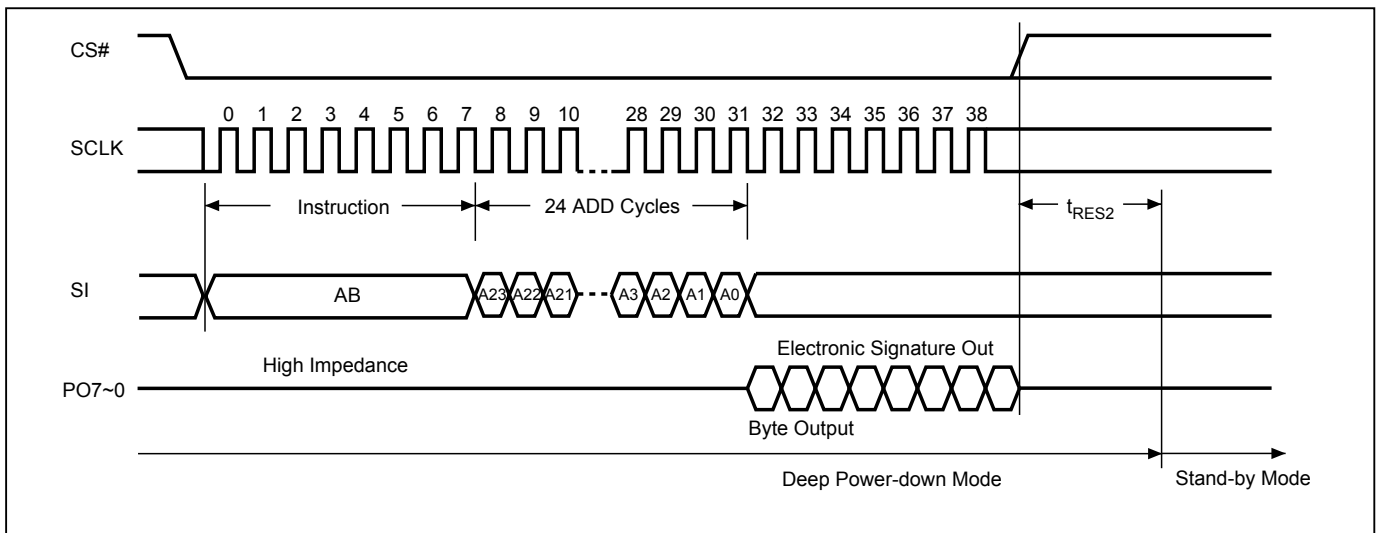 CS#
0 1 2 3 4 5 6 7 8 9 10 28 29 30 31 32 33 34 35 36 37 38
SCLK
Instruction 24 ADD Cycles tRES2
SI AB A23 A22 A21 A3 A2 A1 A0
Electronic Signature Out
High Impedance
PO7~0
Byte Output
Deep Power-down Mode Stand-by Mode